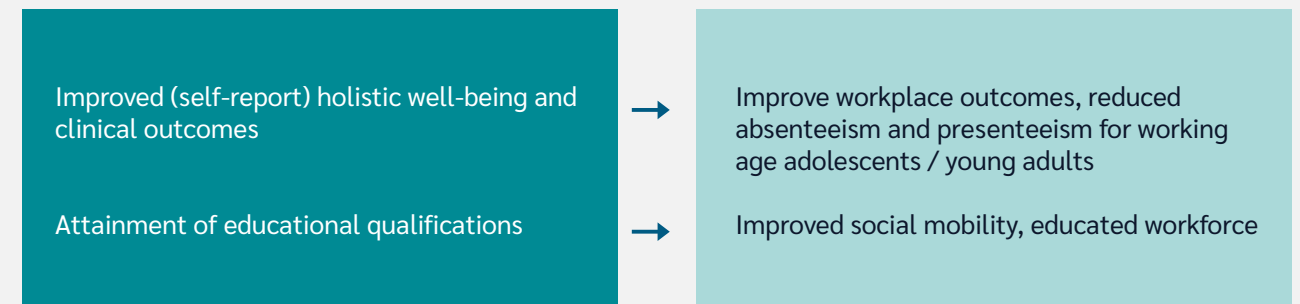 Improved (self-report) holistic well-being and
clinical outcomes
Improve workplace outcomes, reduced
absenteeism and presenteeism for working
age adolescents / young adults
Attainment of educational qualifications
Improved social mobility, educated workforce